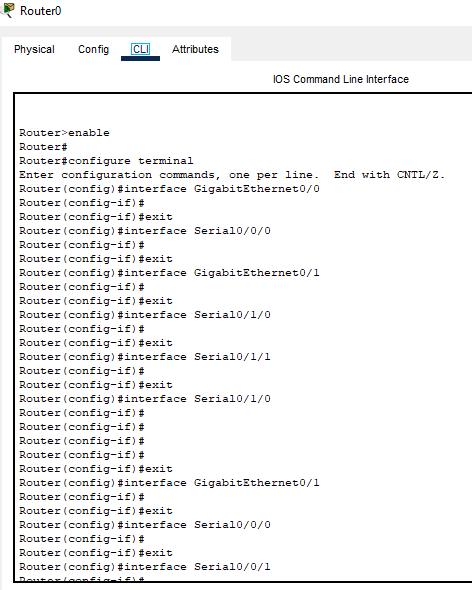 Router0
Physical Config CLI Attributes
IOS Command Line Interface
Router>enable
Router#
Router#configure terminal
Enter configuration commands, one per line.  End with CNTL/Z.
Router(config)#interface GigabitEthernet0/0
Router(config-if)#
Router(config-if)#exit
Router(config)#interface Serial0/0/0
Router(config-if)#
Router(config-if)#exit
Router(config)#interface GigabitEthernet0/1
Router(config-if)#
Router(config-if)#exit
Router(config)#interface Serial0/1/0
Router(config-if)#
Router(config-if)#exit
Router(config)#interface Serial0/1/1
Router(config-if)#
Router(config-if)#exit
Router(config)#interface Serial0/1/0
Router(config-if)#
Router(config-if)#
Router(config-if)#
Router(config-if)#
Router(config-if)#exit
Router(config)#interface GigabitEthernet0/1
Router(config-if)#
Router(config-if)#exit
Router(config)#interface Serial0/0/0
Router(config-if)#
Router(config-if)#exit
Router(config)#interface Serial0/0/1
Router(config-if)#